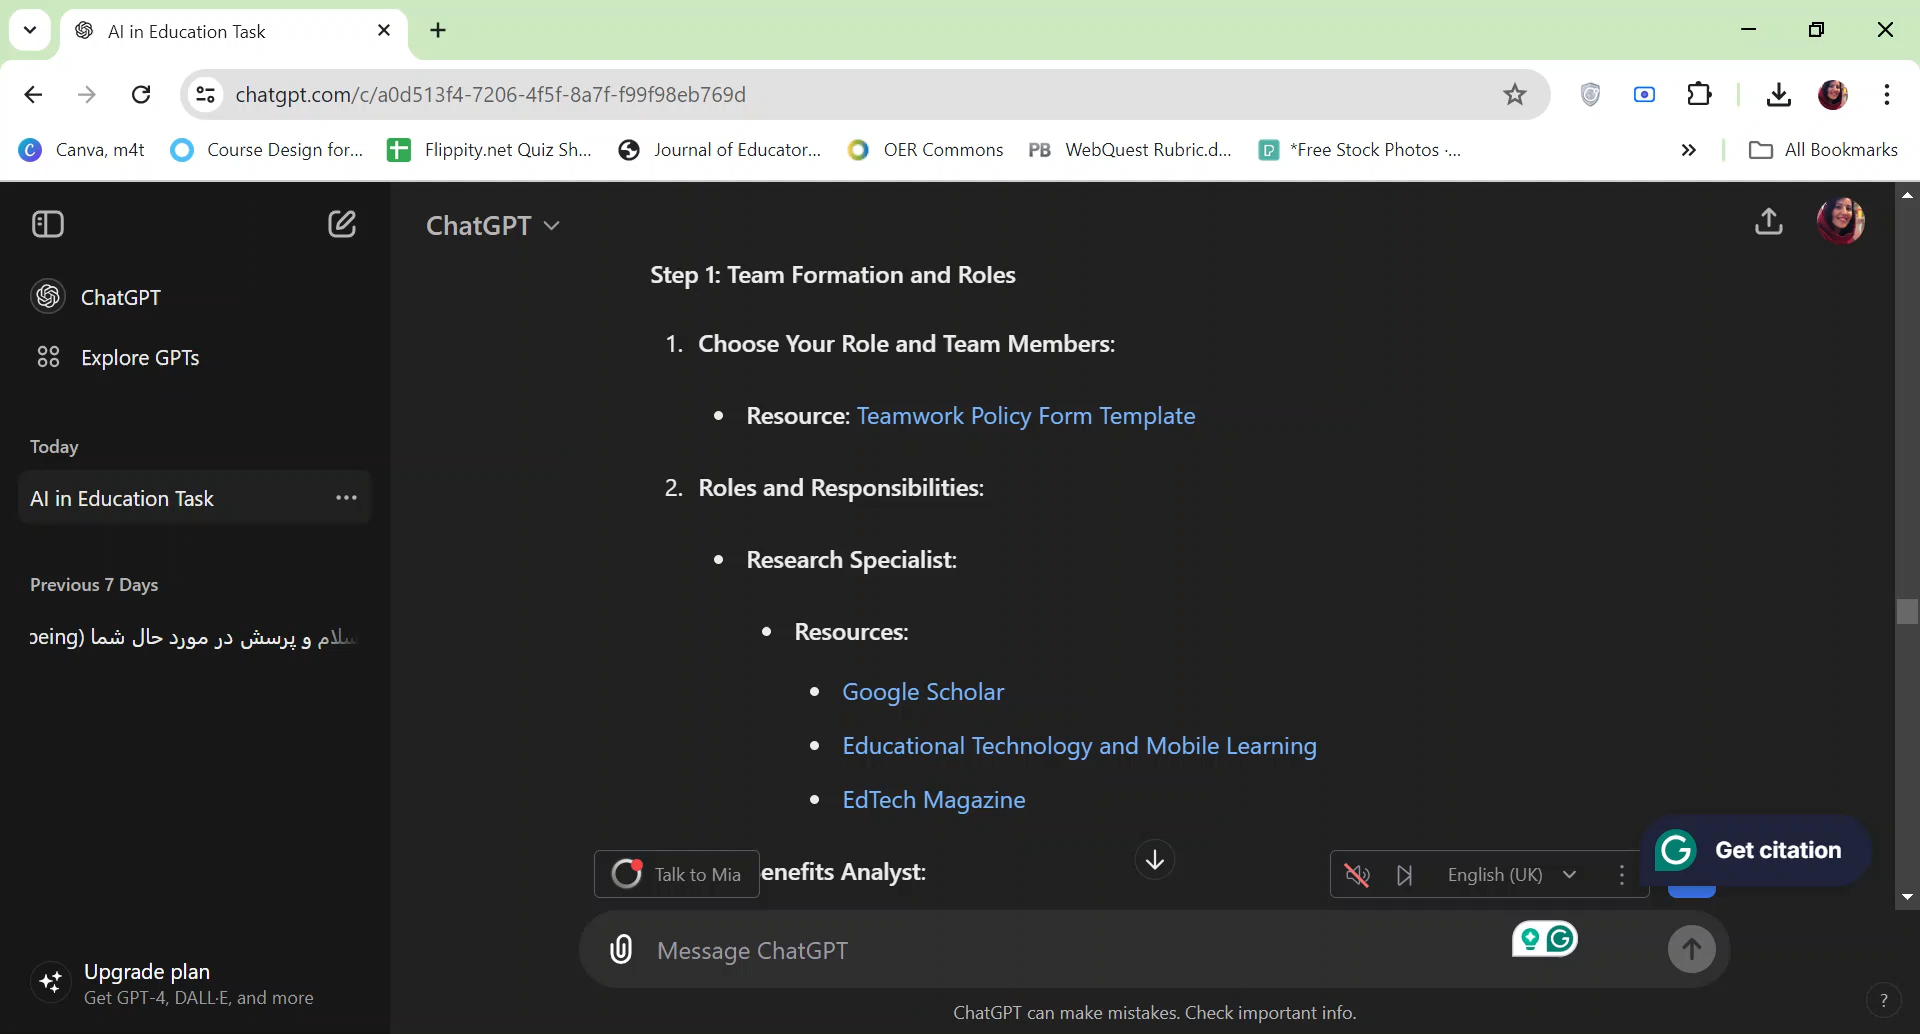 AI in Education Task
chatgpt.com/c/a0d513f4-7206-4f5f-8a7f-f99f98eb769d
Canva, m4t
Course Design for...
Flippity.net Quiz Sh...
Journal of Educator...
OER Commons
PB WebQuest Rubric.d...
*Free Stock Photos ·...
All Bookmarks
ChatGPT
ChatGPT
Explore GPTs
Today
AI in Education Task
Previous 7 Days
سلام و پرسش در مورد حال شما (being
Upgrade plan
Get GPT-4, DALL·E, and more
Step 1: Team Formation and Roles
1. Choose Your Role and Team Members:
• Resource: Teamwork Policy Form Template
2. Roles and Responsibilities:
• Research Specialist:
• Resources:
• Google Scholar
• Educational Technology and Mobile Learning
• EdTech Magazine
enefits Analyst:
Talk to Mia
English (UK)
Get citation
Message ChatGPT
ChatGPT can make mistakes. Check important info.
?